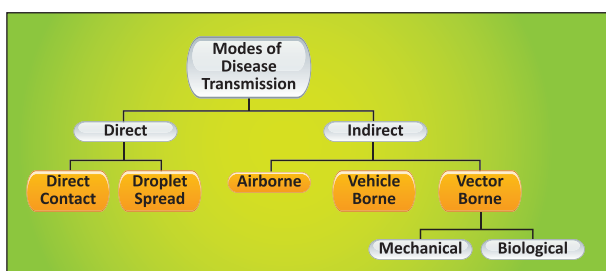 Modes of
Disease
Transmission
Direct
Indirect
Direct
Contact
Droplet
Spread
Airborne
Vehicle
Borne
Vector
Borne
Mechanical
Biological